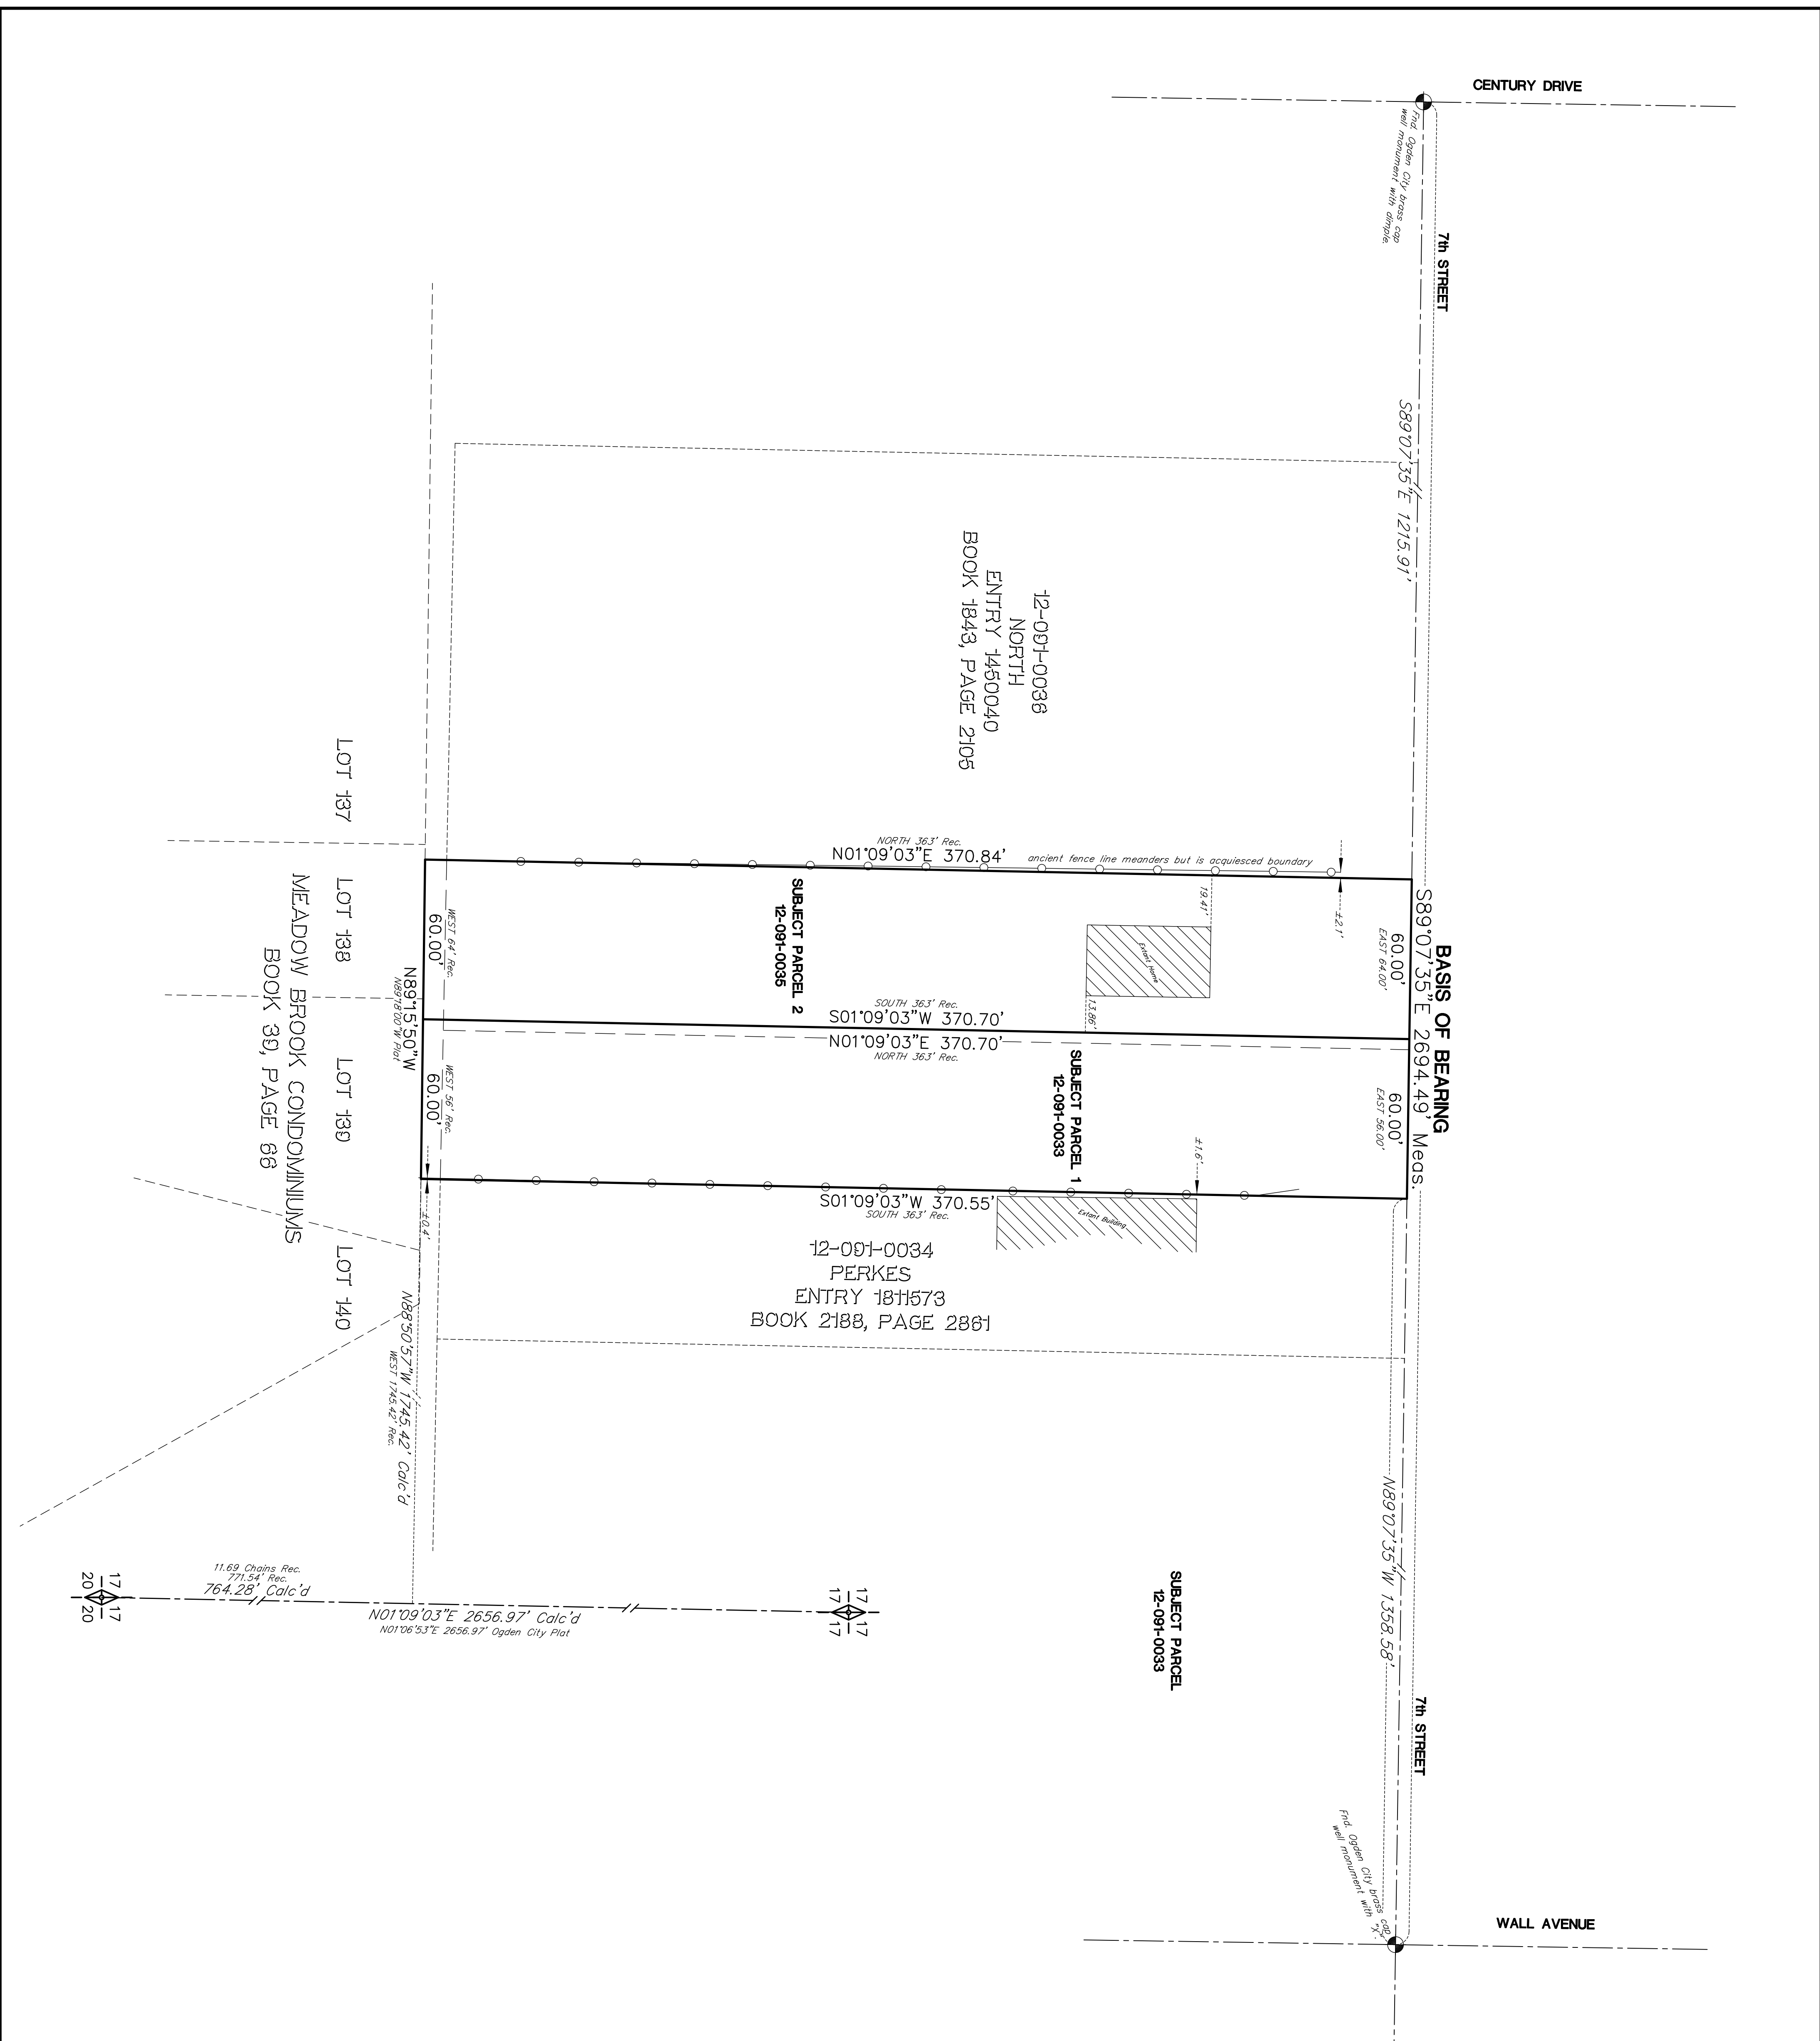 CENTURY DRIVE
Fnd. Ogden City brass cap
well monument with dimple.
7th STREET
S89°07'35"E 1215.91'
12-091-0036
NORTH
ENTRY 1450040
BOOK 1843, PAGE 2105
NORTH 363' Rec.
N01°09'03"E 370.84'
ancient fence line meanders but is acquiesced boundary
±2.1'
19.41'
Extant Home
13.86'
SUBJECT PARCEL 2
12-091-0035
60.00'
EAST 64.00'
BASIS OF BEARING
S89°07'35"E 2694.49' Meas.
60.00'
EAST 56.00'
WEST 64' Rec.
60.00'
SOUTH 363' Rec.
S01°09'03"W 370.70'
N01°09'03"E 370.70'
NORTH 363' Rec.
SUBJECT PARCEL 1
12-091-0033
WEST 56' Rec.
60.00'
N89°15'50"W
N89°18'00"W Plat
±1.6'
±0.4'
S01°09'03"W 370.55'
SOUTH 363' Rec.
Extant Building
LOT 137
LOT 138
LOT 139
LOT 140
MEADOW BROOK CONDOMINIUMS
BOOK 39, PAGE 66
12-091-0034
PERKES
ENTRY 1811573
BOOK 2188, PAGE 2861
N88°50'57"W 1745.42' Calc'd
WEST 1745.42' Rec.
N89°07'35"W 1358.58'
SUBJECT PARCEL
12-091-0033
11.69 Chains Rec.
771.54' Rec.
764.28' Calc'd
N01°09'03"E 2656.97' Calc'd
N01°06'53"E 2656.97' Ogden City Plat
17 17
20 20
17 17
17 17
7th STREET
Fnd. Ogden City brass cap
well monument with "X".
WALL AVENUE